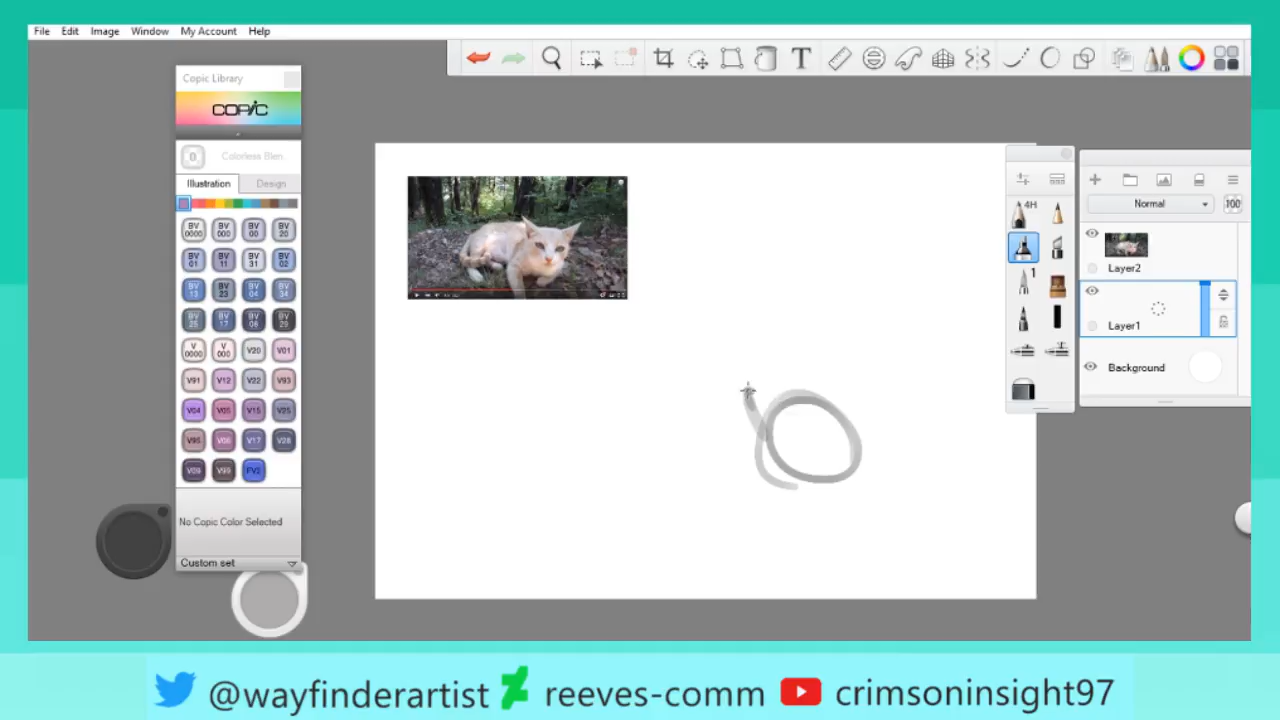 File Edit Image Window My Account Help
Copic Library
COPIC
0 Colorless Blen
Illustration Design
BV 0000 BV 000 BV 00 BV 20
BV 01 BV 11 BV 31 BV 02
BV 13 BV 23 BV 04 BV 34
BV 25 BV 17 BV 08 BV 29
V 0000 V 000 V20 V01
V91 V12 V22 V93
V04 V05 V15 V25
V95 V06 V17 V28
V09 V99 FV2
No Copic Color Selected
Custom set
T
4H
1
Normal 100
Layer2
Layer1
Background
@wayfinderartist reeves-comm crimsoninsight97